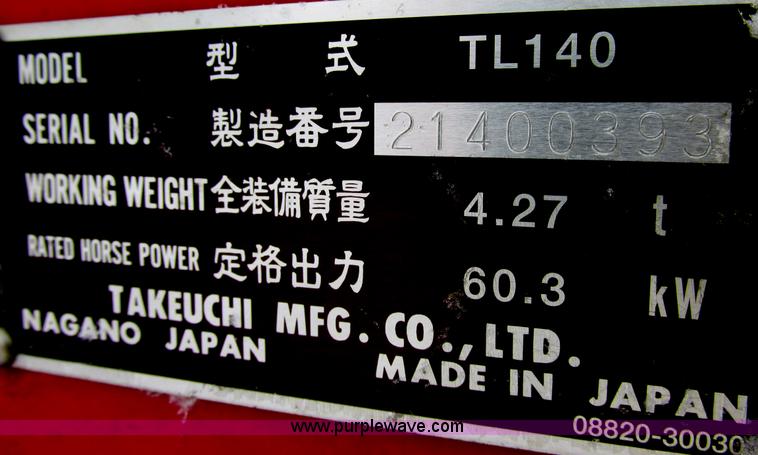 MODEL 型 式 TL140
SERIAL NO. 製造番号 21400393
WORKING WEIGHT 全装備質量 4.27 t
RATED HORSE POWER 定格出力 60.3 kW
TAKEUCHI MFG. CO., LTD.
NAGANO JAPAN
MADE IN JAPAN
08820-30030
www.purplewave.com